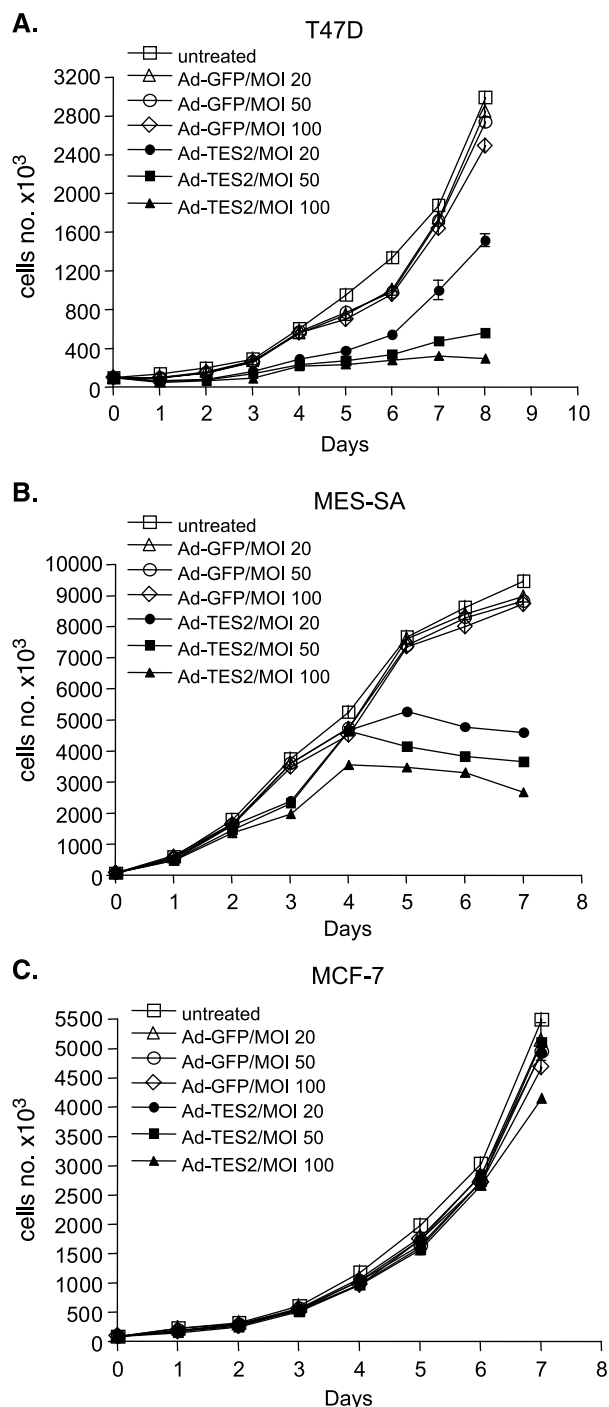 A.
T47D
untreated
Ad-GFP/MOI 20
Ad-GFP/MOI 50
Ad-GFP/MOI 100
Ad-TES2/MOI 20
Ad-TES2/MOI 50
Ad-TES2/MOI 100
cells no. x10³
3200
2800
2400
2000
1600
1200
800
400
0
0 1 2 3 4 5 6 7 8 9 10
Days
B.
MES-SA
untreated
Ad-GFP/MOI 20
Ad-GFP/MOI 50
Ad-GFP/MOI 100
Ad-TES2/MOI 20
Ad-TES2/MOI 50
Ad-TES2/MOI 100
cells no. x10³
10000
9000
8000
7000
6000
5000
4000
3000
2000
1000
0
0 1 2 3 4 5 6 7 8
Days
C.
MCF-7
untreated
Ad-GFP/MOI 20
Ad-GFP/MOI 50
Ad-GFP/MOI 100
Ad-TES2/MOI 20
Ad-TES2/MOI 50
Ad-TES2/MOI 100
cells no. x10³
5500
5000
4500
4000
3500
3000
2500
2000
1500
1000
500
0
0 1 2 3 4 5 6 7 8
Days